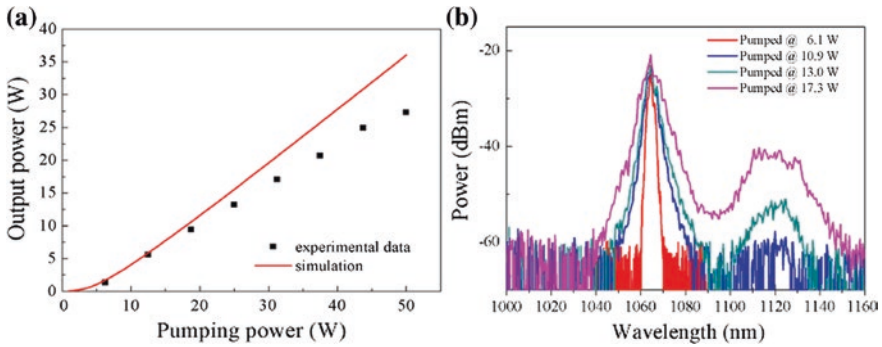 (a)
40
35
30
25
20
15
10
5
0
Output power (W)
experimental data
simulation
0 10 20 30 40 50
Pumping power (W)
(b)
-20
-40
-60
Power (dBm)
Pumped @ 6.1 W
Pumped @ 10.9 W
Pumped @ 13.0 W
Pumped @ 17.3 W
1000 1020 1040 1060 1080 1100 1120 1140 1160
Wavelength (nm)